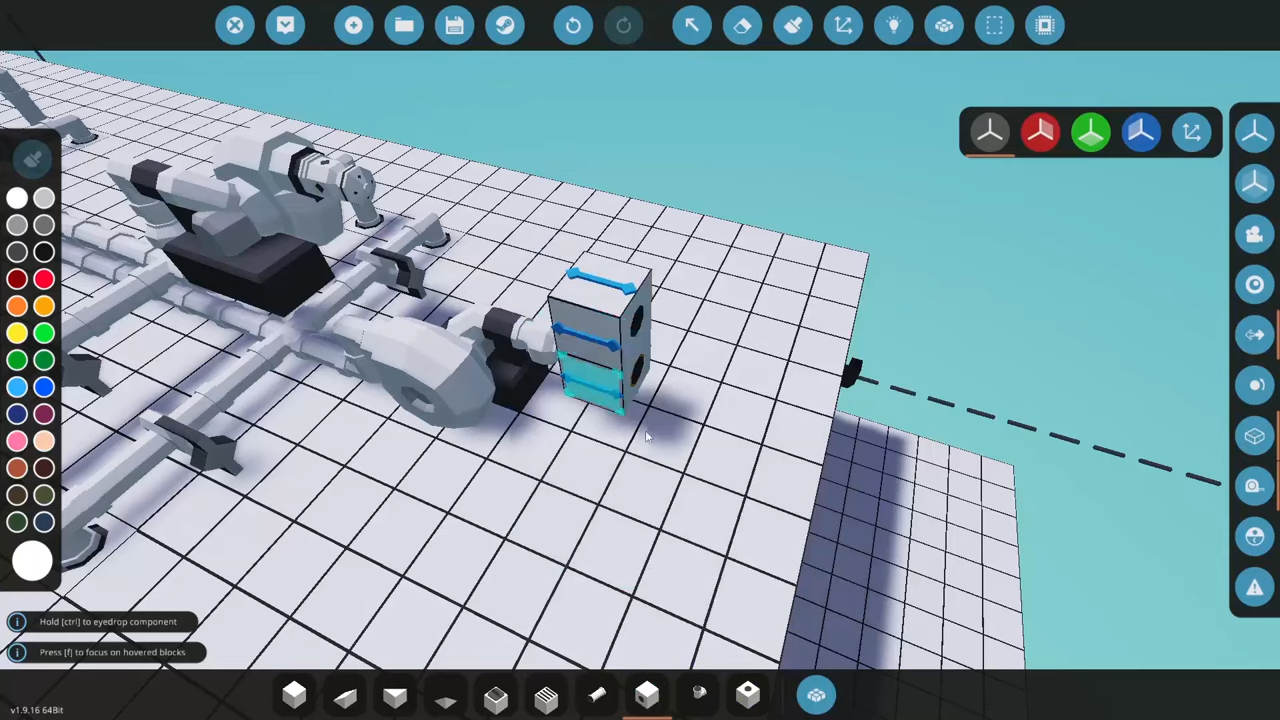 Hold [ctrl] to eyedrop component
Press [f] to focus on hovered blocks
v1.9.16 64Bit